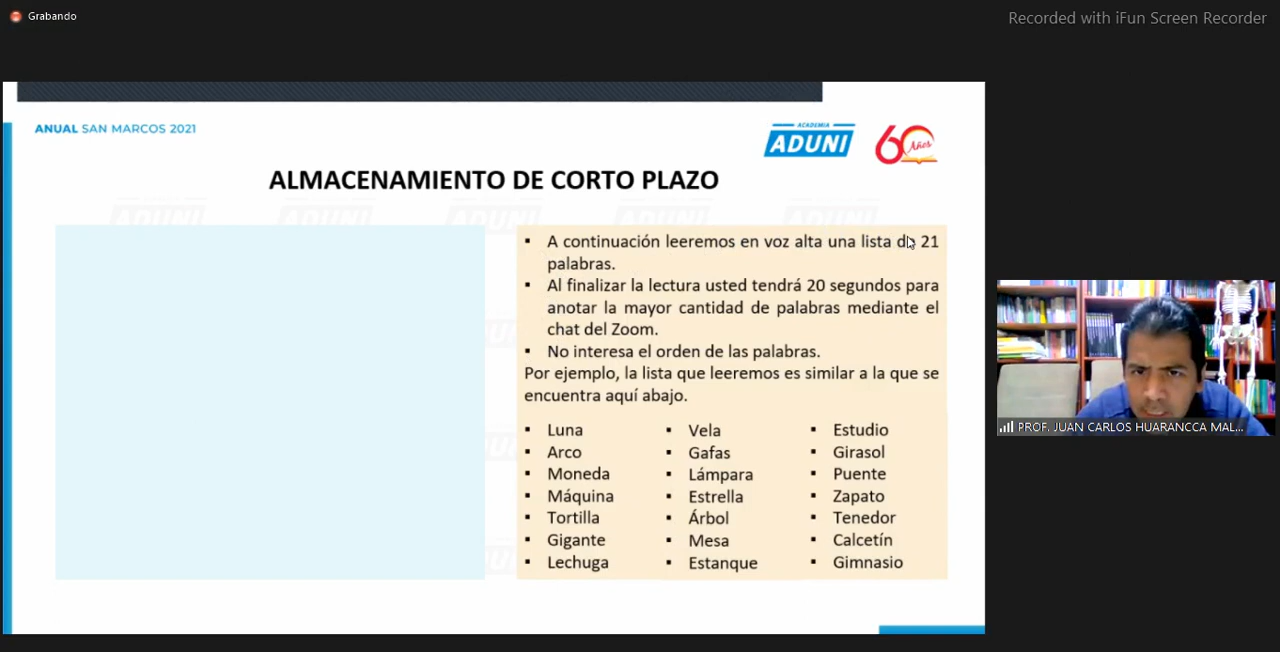 Grabando
Recorded with iFun Screen Recorder
ANUAL SAN MARCOS 2021
ACADEMIA
ADUNI
60 Años
ALMACENAMIENTO DE CORTO PLAZO
ADUNI ADUNI ADUNI ADUNI ADUNI
▪ A continuación leeremos en voz alta una lista de 21
palabras.
▪ Al finalizar la lectura usted tendrá 20 segundos para
anotar la mayor cantidad de palabras mediante el
chat del Zoom.
▪ No interesa el orden de las palabras.
Por ejemplo, la lista que leeremos es similar a la que se
encuentra aquí abajo.
▪ Luna
▪ Arco
▪ Moneda
▪ Máquina
▪ Tortilla
▪ Gigante
▪ Lechuga
▪ Vela
▪ Gafas
▪ Lámpara
▪ Estrella
▪ Árbol
▪ Mesa
▪ Estanque
▪ Estudio
▪ Girasol
▪ Puente
▪ Zapato
▪ Tenedor
▪ Calcetín
▪ Gimnasio
PROF. JUAN CARLOS HUARANCCA MAL...